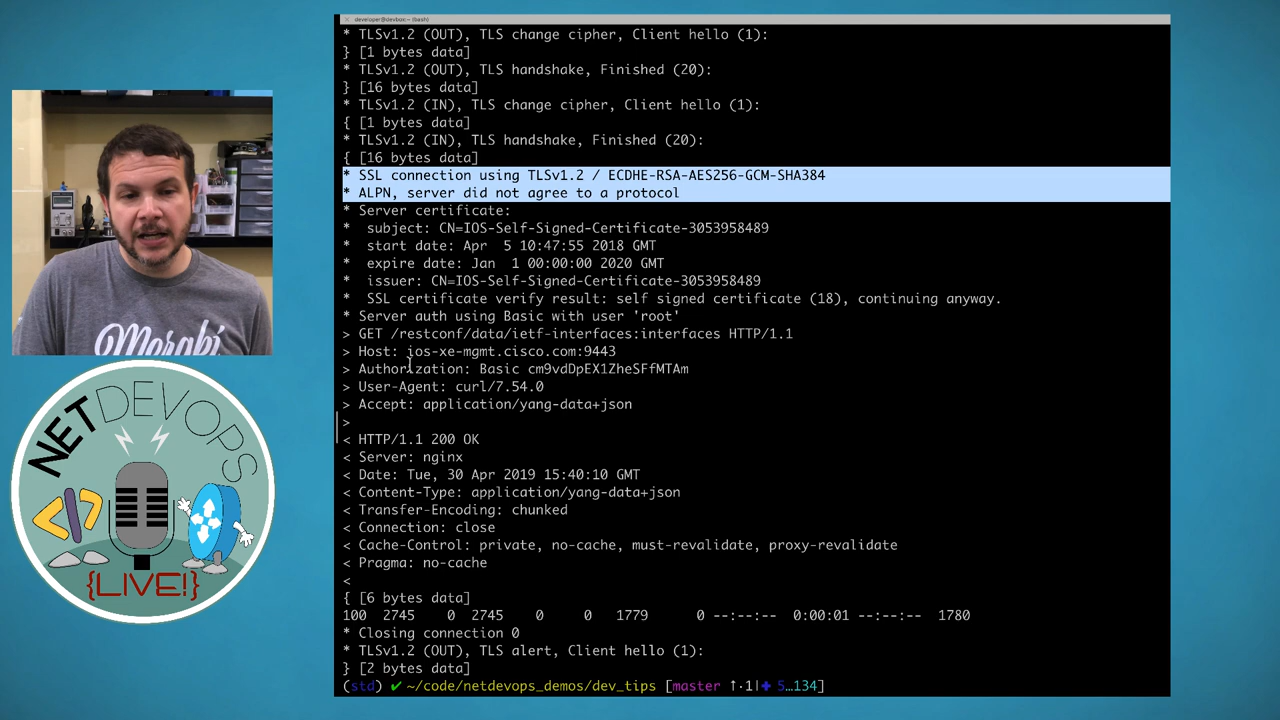 developer@devbox:~ (bash)
* TLSv1.2 (OUT), TLS change cipher, Client hello (1):
} [1 bytes data]
* TLSv1.2 (OUT), TLS handshake, Finished (20):
} [16 bytes data]
* TLSv1.2 (IN), TLS change cipher, Client hello (1):
{ [1 bytes data]
* TLSv1.2 (IN), TLS handshake, Finished (20):
{ [16 bytes data]
* SSL connection using TLSv1.2 / ECDHE-RSA-AES256-GCM-SHA384
* ALPN, server did not agree to a protocol
* Server certificate:
*  subject: CN=IOS-Self-Signed-Certificate-3053958489
*  start date: Apr  5 10:47:55 2018 GMT
*  expire date: Jan  1 00:00:00 2020 GMT
*  issuer: CN=IOS-Self-Signed-Certificate-3053958489
*  SSL certificate verify result: self signed certificate (18), continuing anyway.
* Server auth using Basic with user 'root'
> GET /restconf/data/ietf-interfaces:interfaces HTTP/1.1
> Host: ios-xe-mgmt.cisco.com:9443
> Authorization: Basic cm9vdDpEX1ZheSFfMTAm
> User-Agent: curl/7.54.0
> Accept: application/yang-data+json
>
< HTTP/1.1 200 OK
< Server: nginx
< Date: Tue, 30 Apr 2019 15:40:10 GMT
< Content-Type: application/yang-data+json
< Transfer-Encoding: chunked
< Connection: close
< Cache-Control: private, no-cache, must-revalidate, proxy-revalidate
< Pragma: no-cache
<
{ [6 bytes data]
100  2745    0  2745    0     0   1779      0 --:--:--  0:00:01 --:--:--  1780
* Closing connection 0
* TLSv1.2 (OUT), TLS alert, Client hello (1):
} [2 bytes data]
(std) ✔ ~/code/netdevops_demos/dev_tips [master ↑·1|✚ 5…134]
NETDEVOPS
</>
{LIVE!}